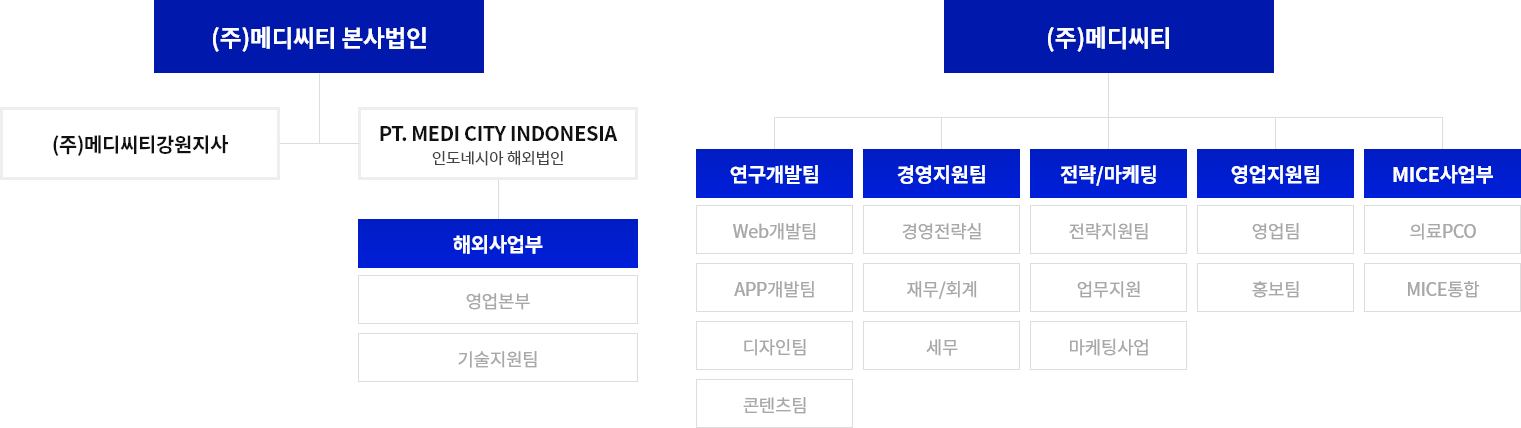 (주)메디씨티 본사법인
(주)메디씨티강원지사
PT. MEDI CITY INDONESIA
인도네시아 해외법인
해외사업부
영업본부
기술지원팀
(주)메디씨티
연구개발팀
Web개발팀
APP개발팀
디자인팀
콘텐츠팀
경영지원팀
경영전략실
재무/회계
세무
전략/마케팅
전략지원팀
업무지원
마케팅사업
영업지원팀
영업팀
홍보팀
MICE사업부
의료PCO
MICE통합